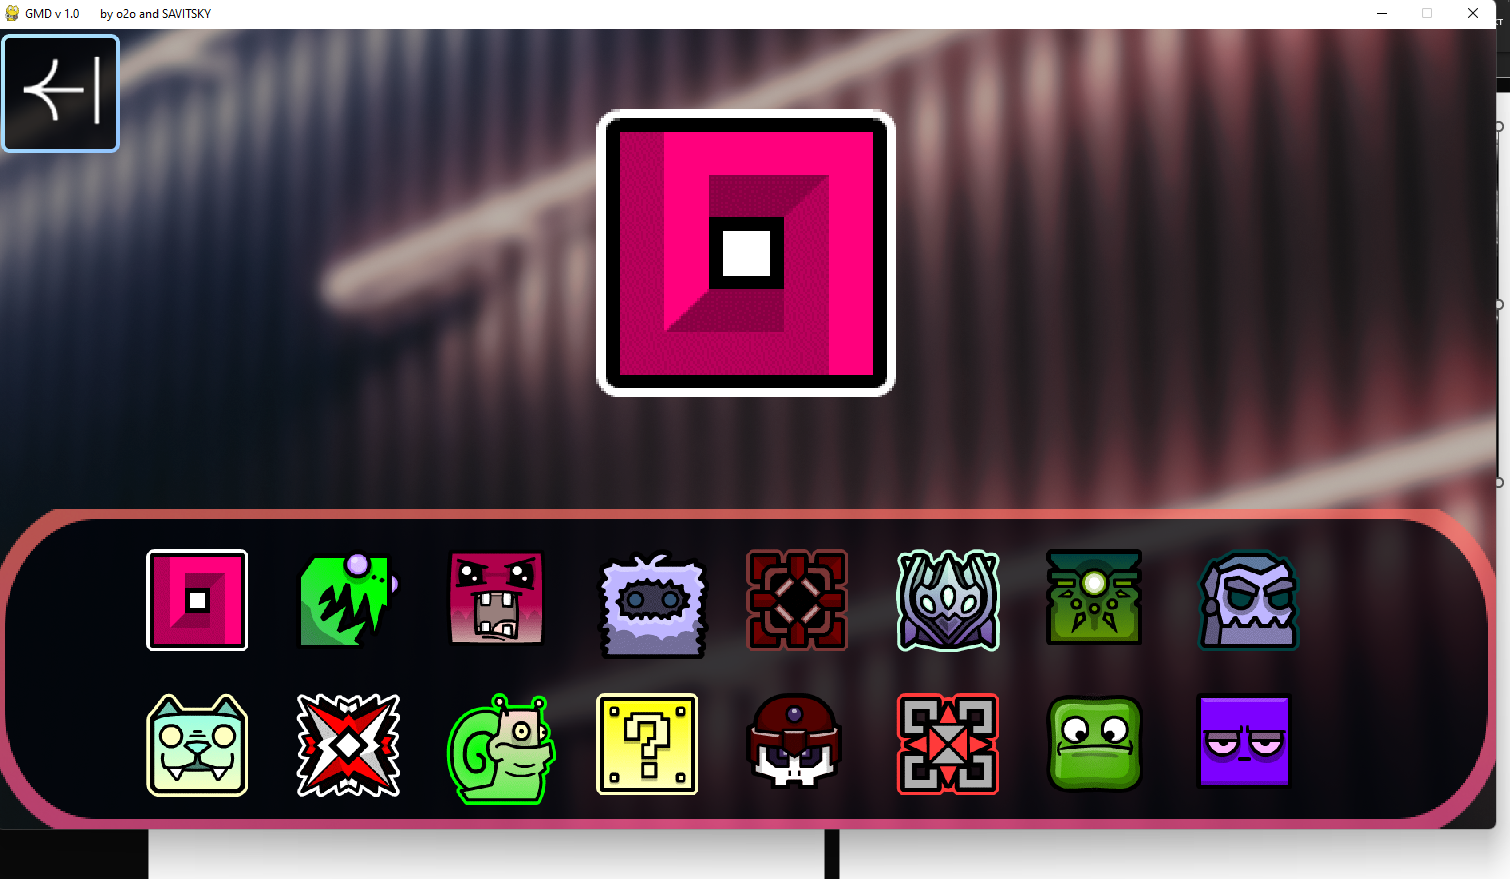 GMD v 1.0 by o2o and SAVITSKY
?